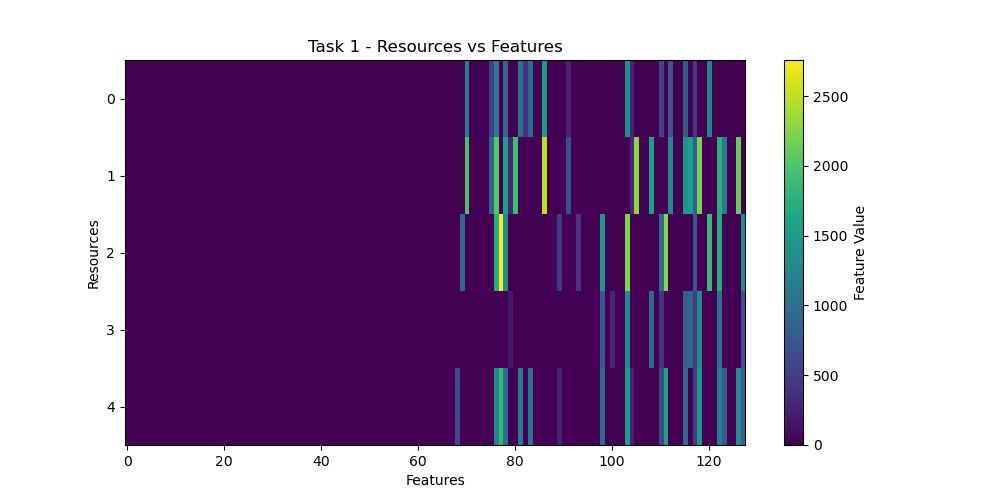 Task 1 - Resources vs Features
Resources
0
1
2
3
4
0 20 40 60 80 100 120
Features
2500
2000
1500
1000
500
0
Feature Value